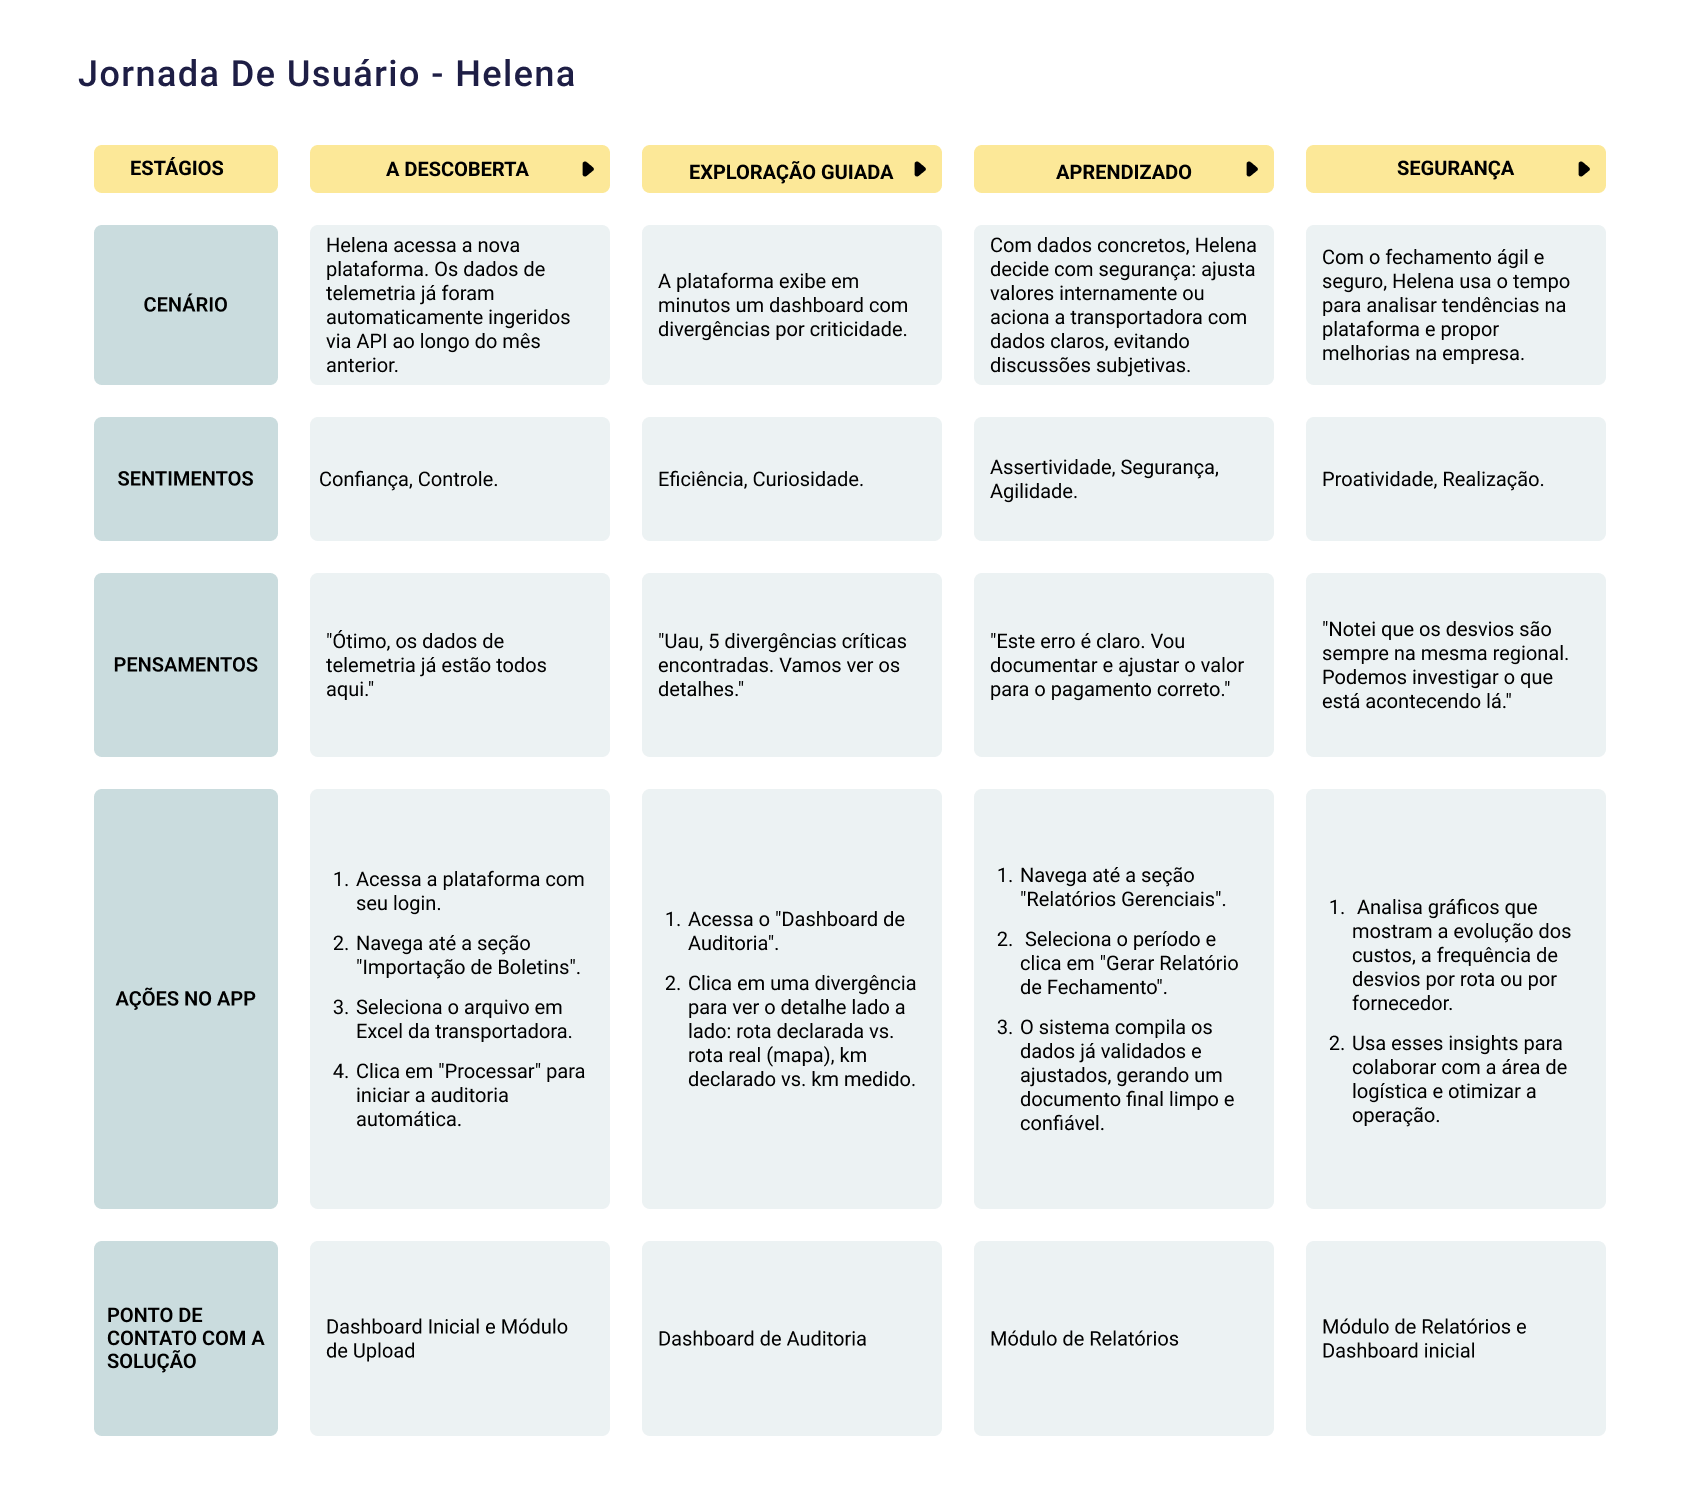 Jornada De Usuário - Helena
ESTÁGIOS
A DESCOBERTA
EXPLORAÇÃO GUIADA
APRENDIZADO
SEGURANÇA
CENÁRIO
Helena acessa a nova
plataforma. Os dados de
telemetria já foram
automaticamente ingeridos
via API ao longo do mês
anterior.
A plataforma exibe em
minutos um dashboard com
divergências por criticidade.
Com dados concretos, Helena
decide com segurança: ajusta
valores internamente ou
aciona a transportadora com
dados claros, evitando
discussões subjetivas.
Com o fechamento ágil e
seguro, Helena usa o tempo
para analisar tendências na
plataforma e propor
melhorias na empresa.
SENTIMENTOS
Confiança, Controle.
Eficiência, Curiosidade.
Assertividade, Segurança,
Agilidade.
Proatividade, Realização.
PENSAMENTOS
"Ótimo, os dados de
telemetria já estão todos
aqui."
"Uau, 5 divergências críticas
encontradas. Vamos ver os
detalhes."
"Este erro é claro. Vou
documentar e ajustar o valor
para o pagamento correto."
"Notei que os desvios são
sempre na mesma regional.
Podemos investigar o que
está acontecendo lá."
AÇÕES NO APP
1. Acessa a plataforma com
seu login.
2. Navega até a seção
"Importação de Boletins".
3. Seleciona o arquivo em
Excel da transportadora.
4. Clica em "Processar" para
iniciar a auditoria
automática.
1. Acessa o "Dashboard de
Auditoria".
2. Clica em uma divergência
para ver o detalhe lado a
lado: rota declarada vs.
rota real (mapa), km
declarado vs. km medido.
1. Navega até a seção
"Relatórios Gerenciais".
2. Seleciona o período e
clica em "Gerar Relatório
de Fechamento".
3. O sistema compila os
dados já validados e
ajustados, gerando um
documento final limpo e
confiável.
1. Analisa gráficos que
mostram a evolução dos
custos, a frequência de
desvios por rota ou por
fornecedor.
2. Usa esses insights para
colaborar com a área de
logística e otimizar a
operação.
PONTO DE
CONTATO COM A
SOLUÇÃO
Dashboard Inicial e Módulo
de Upload
Dashboard de Auditoria
Módulo de Relatórios
Módulo de Relatórios e
Dashboard inicial